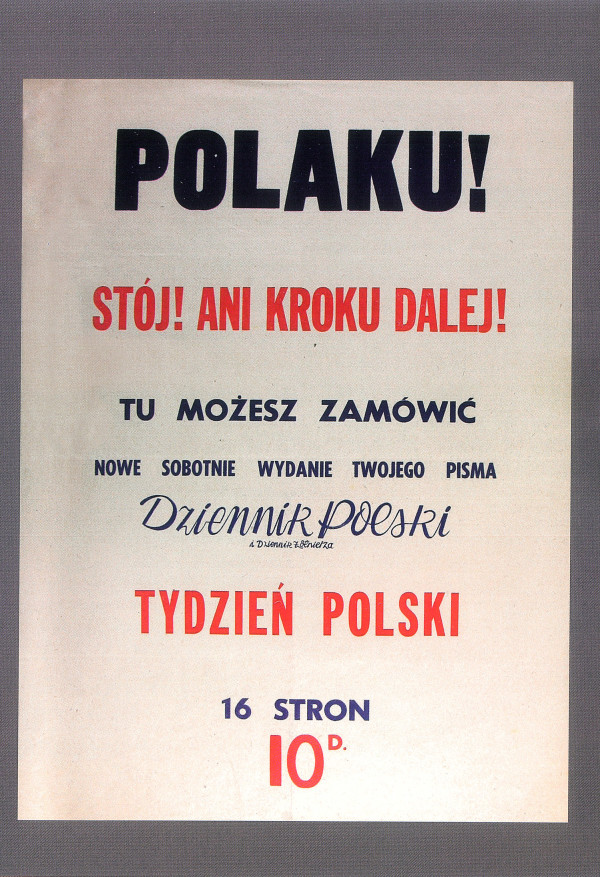 POLAKU!
STÓJ! ANI KROKU DALEJ!
TU MOŻESZ ZAMÓWIĆ
NOWE SOBOTNIE WYDANIE TWOJEGO PISMA
Dziennik Polski
i Dziennik Żołnierza
TYDZIEŃ POLSKI
16 STRON
10D.